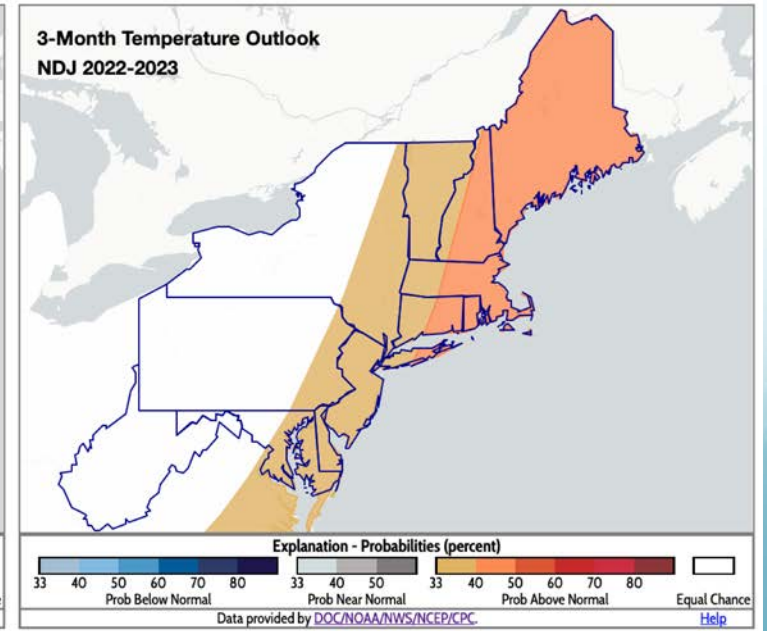 3-Month Temperature Outlook
NDJ 2022-2023
Explanation - Probabilities (percent)
33 40 50 60 70 80 33 40 50 33 40 50 60 70 80
Prob Below Normal Prob Near Normal Prob Above Normal Equal Chance
Data provided by DOC/NOAA/NWS/NCEP/CPC. Help